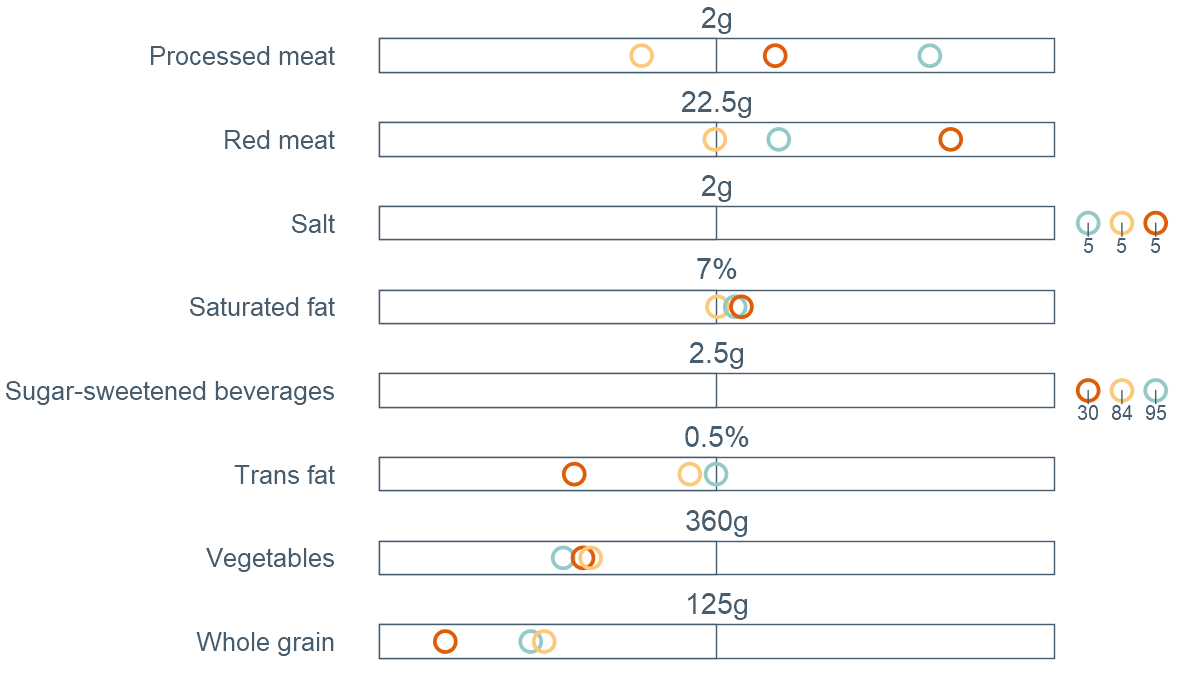 2g
Processed meat
22.5g
Red meat
2g
Salt
5 5 5
7%
Saturated fat
2.5g
Sugar-sweetened beverages
30 84 95
0.5%
Trans fat
360g
Vegetables
125g
Whole grain